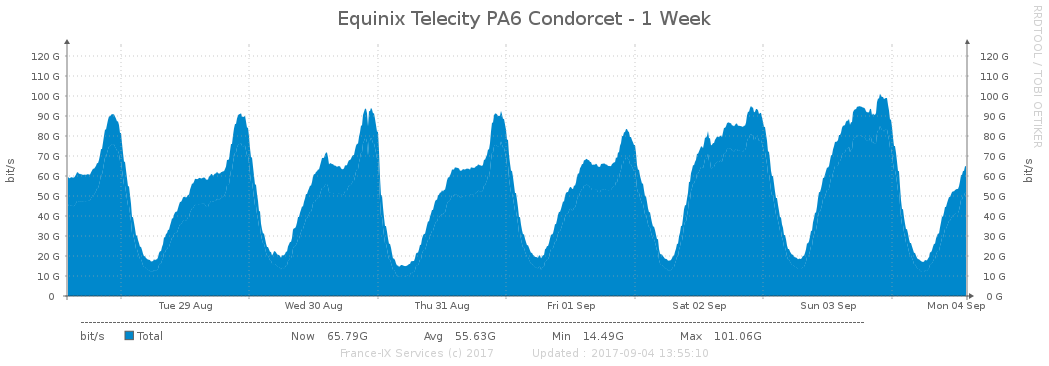 Equinix Telecity PA6 Condorcet - 1 Week
RRDTOOL / TOBI OETIKER
bit/s
120 G
110 G
100 G
90 G
80 G
70 G
60 G
50 G
40 G
30 G
20 G
10 G
0
120 G
110 G
100 G
90 G
80 G
70 G
60 G
50 G
40 G
30 G
20 G
10 G
0 G
bit/s
Tue 29 Aug Wed 30 Aug Thu 31 Aug Fri 01 Sep Sat 02 Sep Sun 03 Sep Mon 04 Sep
bit/s Total Now 65.79G Avg 55.63G Min 14.49G Max 101.06G
France-IX Services (c) 2017 Updated : 2017-09-04 13:55:10